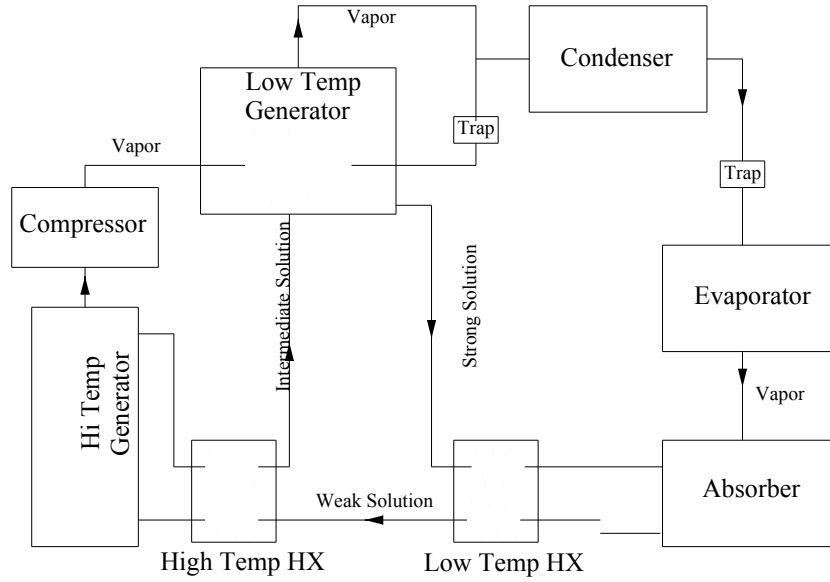 Vapor
Condenser
Low Temp
Generator
Trap
Vapor
Trap
Compressor
Intermediate Solution
Strong Solution
Evaporator
Hi Temp
Generator
Vapor
Weak Solution
Absorber
High Temp HX
Low Temp HX